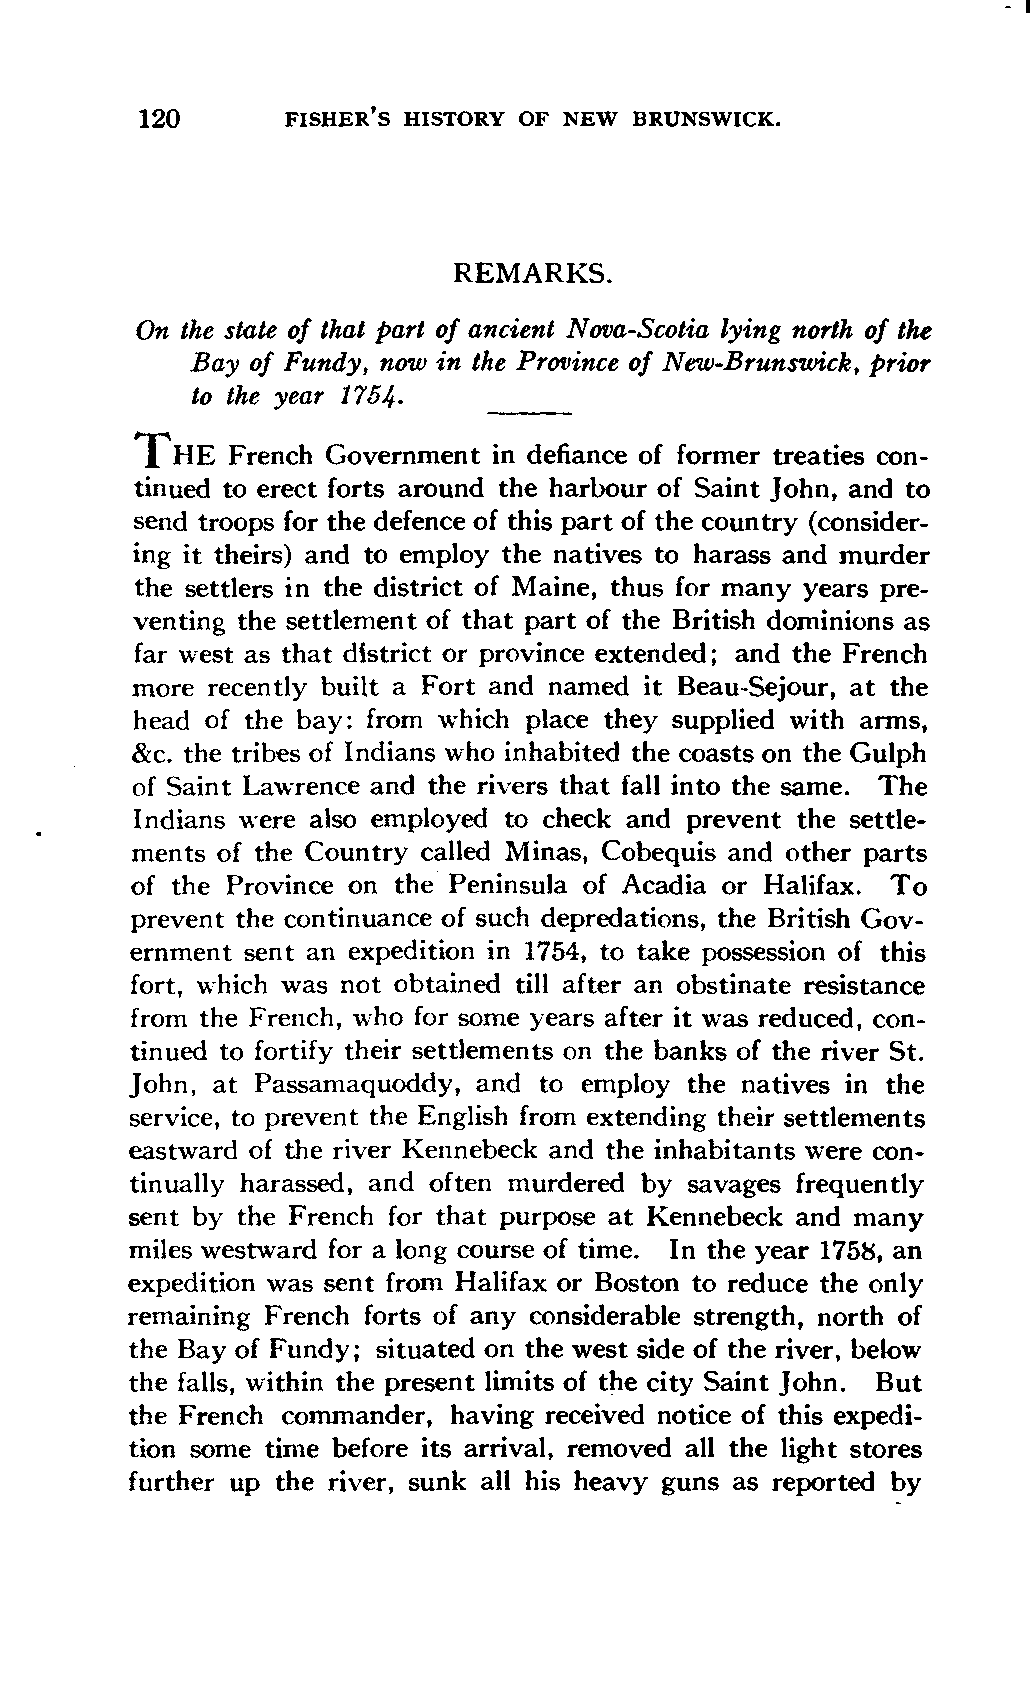 120 FISHER'S HISTORY OF NEW BRUNSWICK.
REMARKS.
On the state of that part of ancient Nova-Scotia lying north of the
Bay of Fundy, now in the Province of New-Brunswick, prior
to the year 1754.
THE French Government in defiance of former treaties con-
tinued to erect forts around the harbour of Saint John, and to
send troops for the defence of this part of the country (consider-
ing it theirs) and to employ the natives to harass and murder
the settlers in the district of Maine, thus for many years pre-
venting the settlement of that part of the British dominions as
far west as that district or province extended; and the French
more recently built a Fort and named it Beau-Sejour, at the
head of the bay: from which place they supplied with arms,
&c. the tribes of Indians who inhabited the coasts on the Gulph
of Saint Lawrence and the rivers that fall into the same. The
Indians were also employed to check and prevent the settle-
ments of the Country called Minas, Cobequis and other parts
of the Province on the Peninsula of Acadia or Halifax. To
prevent the continuance of such depredations, the British Gov-
ernment sent an expedition in 1754, to take possession of this
fort, which was not obtained till after an obstinate resistance
from the French, who for some years after it was reduced, con-
tinued to fortify their settlements on the banks of the river St.
John, at Passamaquoddy, and to employ the natives in the
service, to prevent the English from extending their settlements
eastward of the river Kennebeck and the inhabitants were con-
tinually harassed, and often murdered by savages frequently
sent by the French for that purpose at Kennebeck and many
miles westward for a long course of time. In the year 1758, an
expedition was sent from Halifax or Boston to reduce the only
remaining French forts of any considerable strength, north of
the Bay of Fundy; situated on the west side of the river, below
the falls, within the present limits of the city Saint John. But
the French commander, having received notice of this expedi-
tion some time before its arrival, removed all the light stores
further up the river, sunk all his heavy guns as reported by